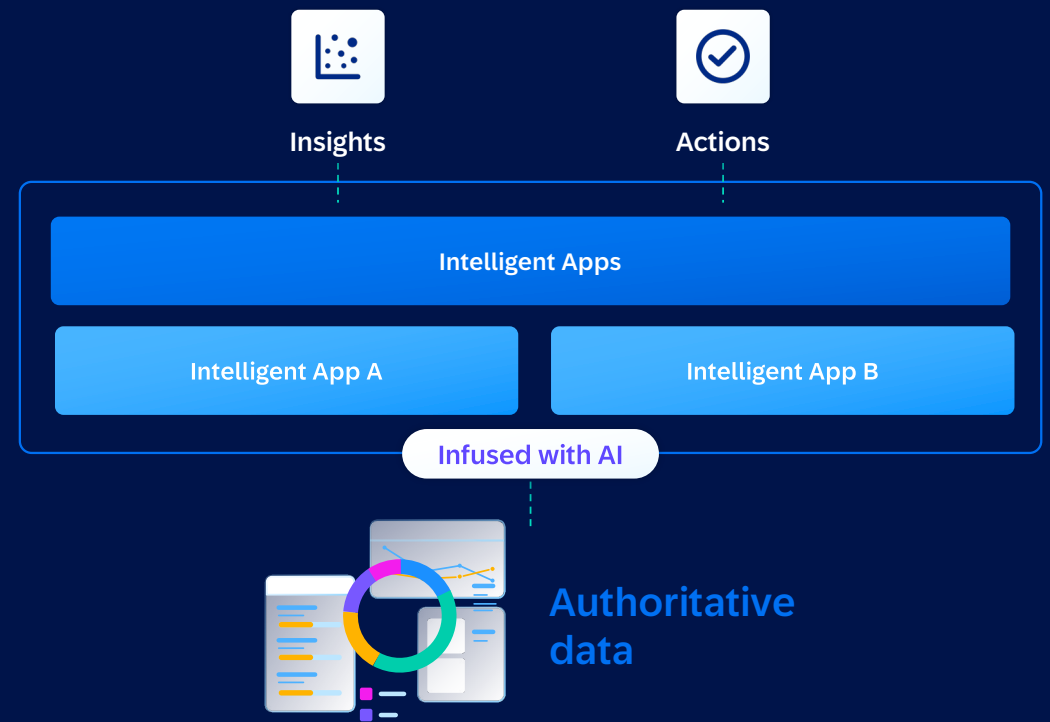 Insights
Actions
Intelligent Apps
Intelligent App A
Intelligent App B
Infused with AI
Authoritative
data